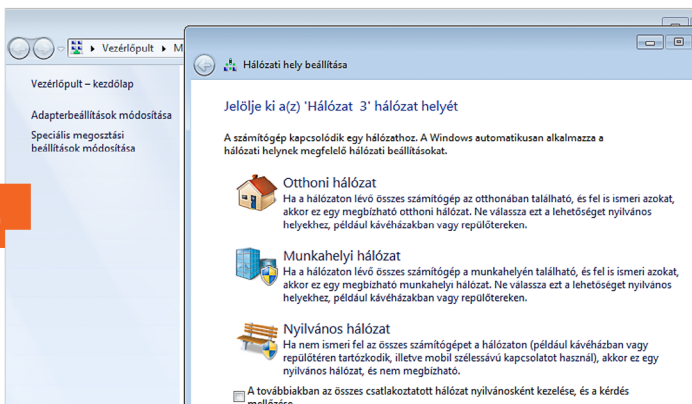 Vezérlőpult
M
Vezérlőpult – kezdőlap
Adapterbeállítások módosítása
Speciális megosztási
beállítások módosítása
Hálózati hely beállítása
Jelölje ki a(z) 'Hálózat 3' hálózat helyét
A számítógép kapcsolódik egy hálózathoz. A Windows automatikusan alkalmazza a
hálózati helynek megfelelő hálózati beállításokat.
Otthoni hálózat
Ha a hálózaton lévő összes számítógép az otthonában található, és fel is ismeri azokat,
akkor ez egy megbízható otthoni hálózat. Ne válassza ezt a lehetőséget nyilvános
helyekhez, például kávéházakban vagy repülőtereken.
Munkahelyi hálózat
Ha a hálózaton lévő összes számítógép a munkahelyén található, és fel is ismeri azokat,
akkor ez egy megbízható munkahelyi hálózat. Ne válassza ezt a lehetőséget nyilvános
helyekhez, például kávéházakban vagy repülőtereken.
Nyilvános hálózat
Ha nem ismeri fel az összes számítógépet a hálózaton (például kávéházban vagy
repülőtéren tartózkodik, illetve mobil szélessávú kapcsolatot használ), akkor ez egy
nyilvános hálózat, és nem megbízható.
A továbbiakban az összes csatlakoztatott hálózat nyilvánosként kezelése, és a kérdés
mellőzése